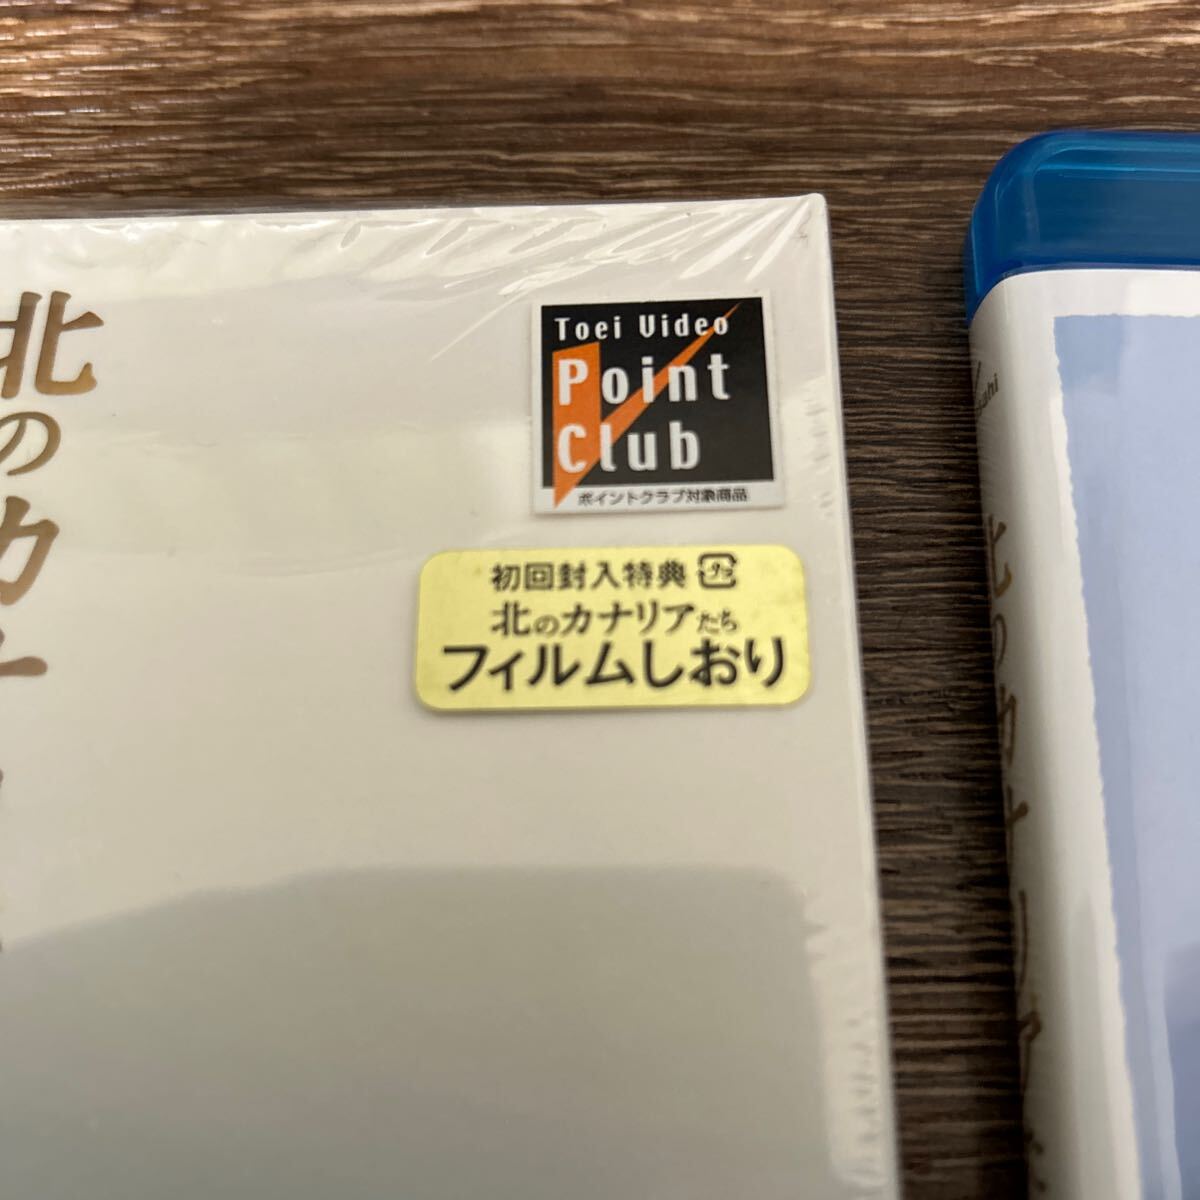 北のカナ
Toei Video
Point
Club
ポイントクラブ対象商品
初回封入特典
北のカナリアたち
フィルムしおり
北のカナリア